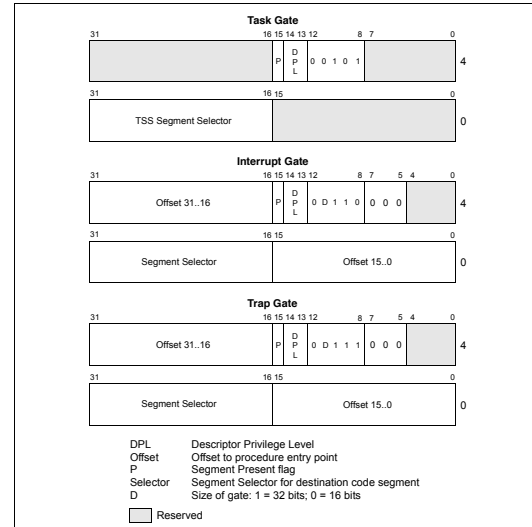 Task Gate
31 16 15 14 13 12 8 7 0
P D P L 0 0 1 0 1 4
31 16 15 0
TSS Segment Selector 0
Interrupt Gate
31 16 15 14 13 12 8 7 5 4 0
Offset 31..16 P D P L 0 D 1 1 0 0 0 0 4
31 16 15 0
Segment Selector Offset 15..0 0
Trap Gate
31 16 15 14 13 12 8 7 5 4 0
Offset 31..16 P D P L 0 D 1 1 1 0 0 0 4
31 16 15 0
Segment Selector Offset 15..0 0
DPL Descriptor Privilege Level
Offset Offset to procedure entry point
P Segment Present flag
Selector Segment Selector for destination code segment
D Size of gate: 1 = 32 bits; 0 = 16 bits
Reserved